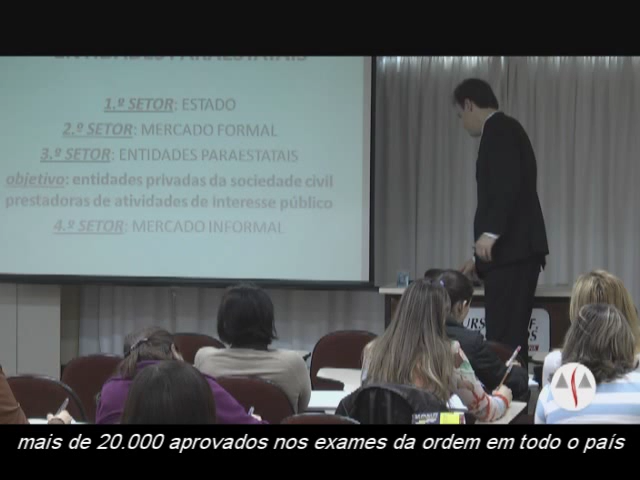 ENTIDADES PARAESTATAIS
1.º SETOR: ESTADO
2.º SETOR: MERCADO FORMAL
3.º SETOR: ENTIDADES PARAESTATAIS
objetivo: entidades privadas da sociedade civil
prestadoras de atividades de interesse público
4.º SETOR: MERCADO INFORMAL
mais de 20.000 aprovados nos exames da ordem em todo o país